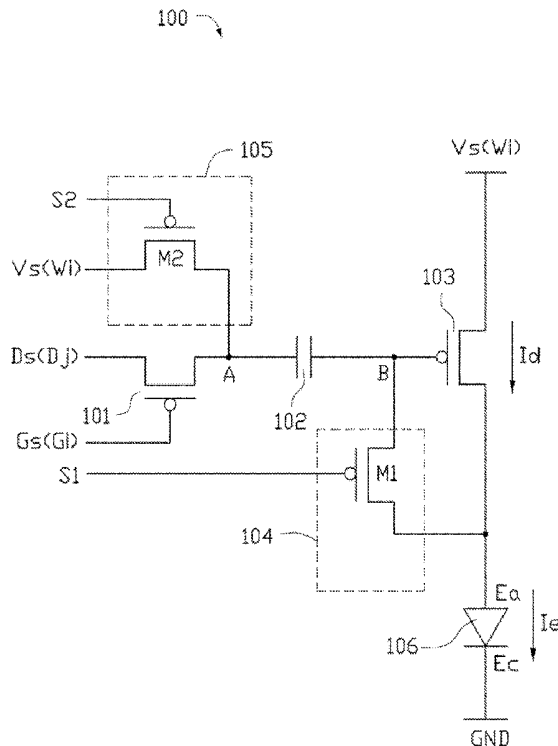 100
105
Vs(Wi)
S2
M2
Vs(Wi)
103
Ds(Dj)
A
B
Id
101
102
Gs(Gi)
S1
M1
104
Ea
106
Ie
Ec
GND